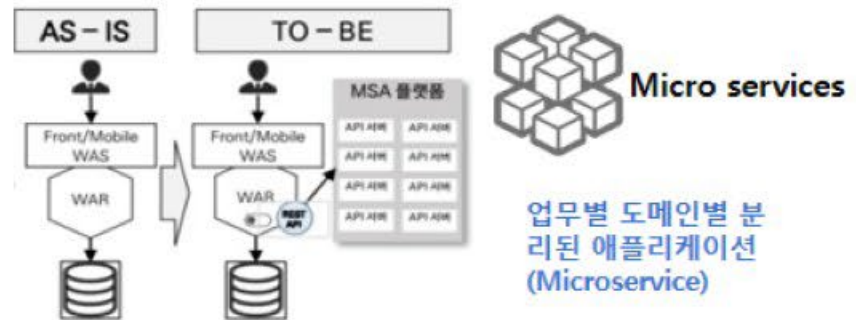 AS – IS
TO – BE
Front/Mobile
WAS
WAR
Front/Mobile
WAS
WAR
REST
API
MSA 플랫폼
API 서버 API 서버
API 서버 API 서버
API 서버 API 서버
API 서버 API 서버
Micro services
업무별 도메인별 분
리된 애플리케이션
(Microservice)